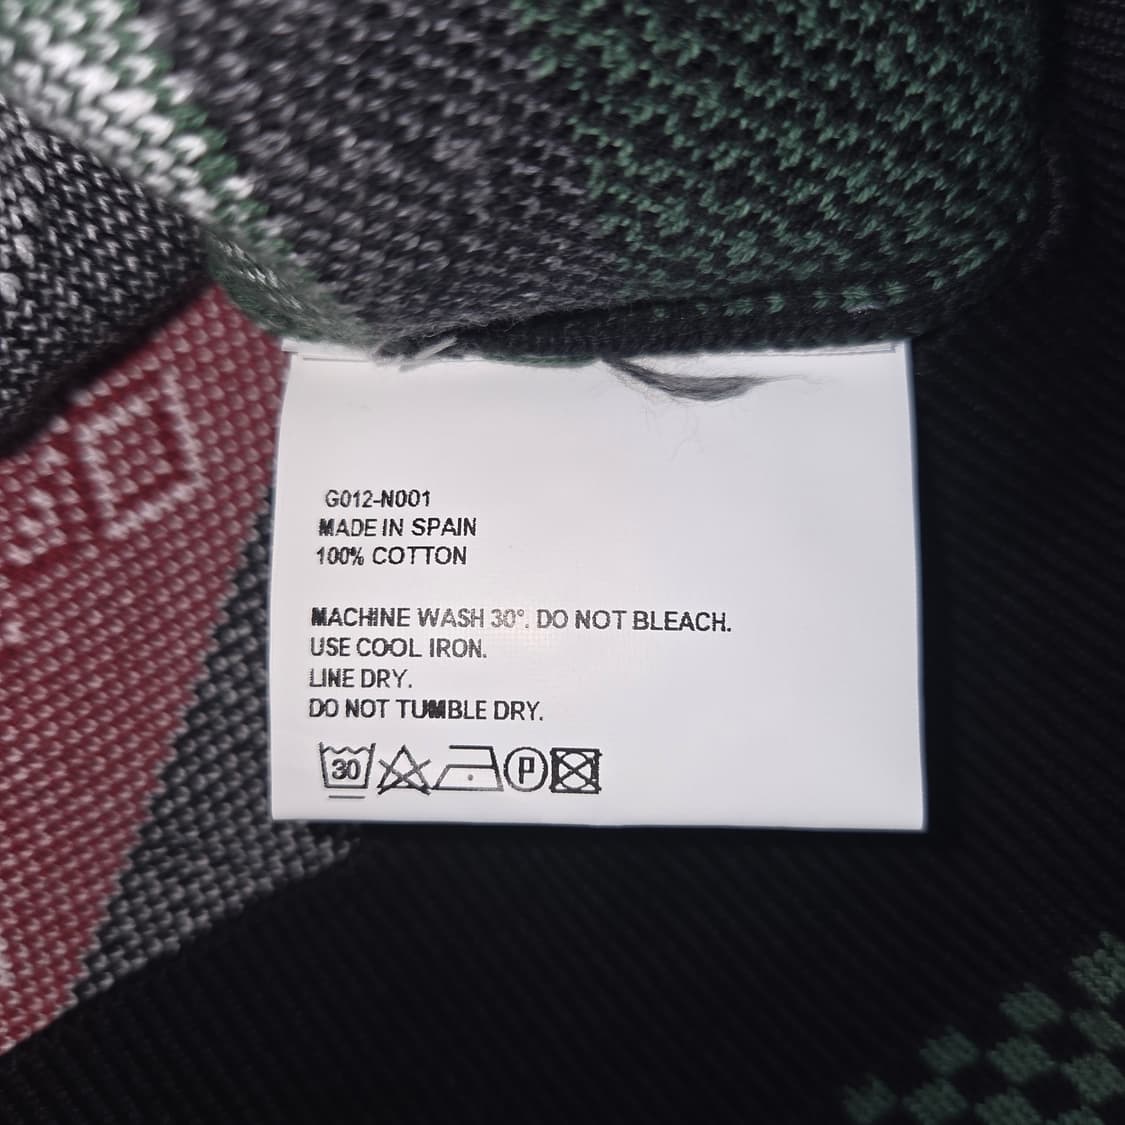 G012-N001
MADE IN SPAIN
100% COTTON
MACHINE WASH 30°. DO NOT BLEACH.
USE COOL IRON.
LINE DRY.
DO NOT TUMBLE DRY.
30 P